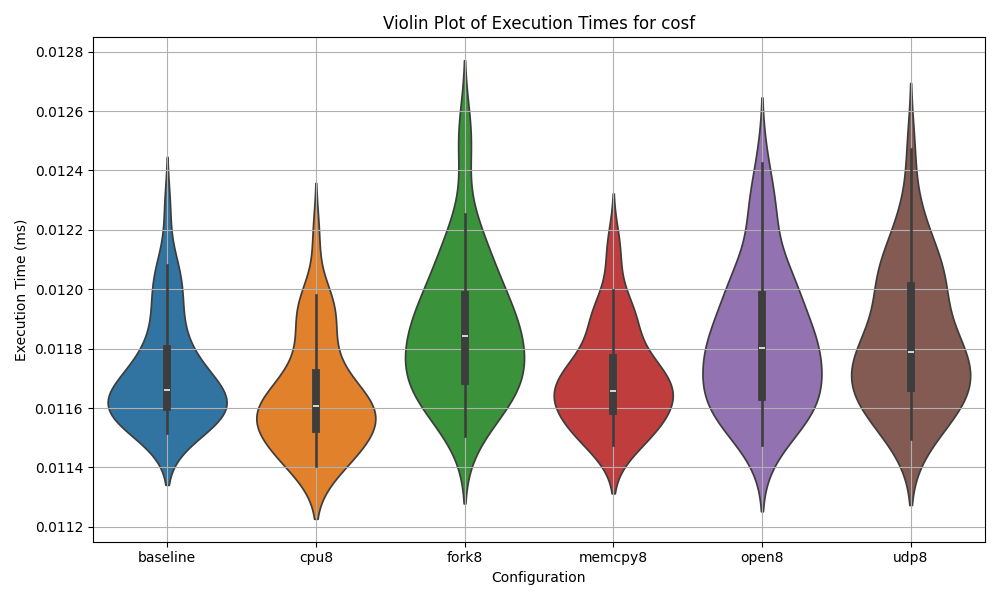 Violin Plot of Execution Times for cosf
Execution Time (ms)
0.0128
0.0126
0.0124
0.0122
0.0120
0.0118
0.0116
0.0114
0.0112
baseline cpu8 fork8 memcpy8 open8 udp8
Configuration